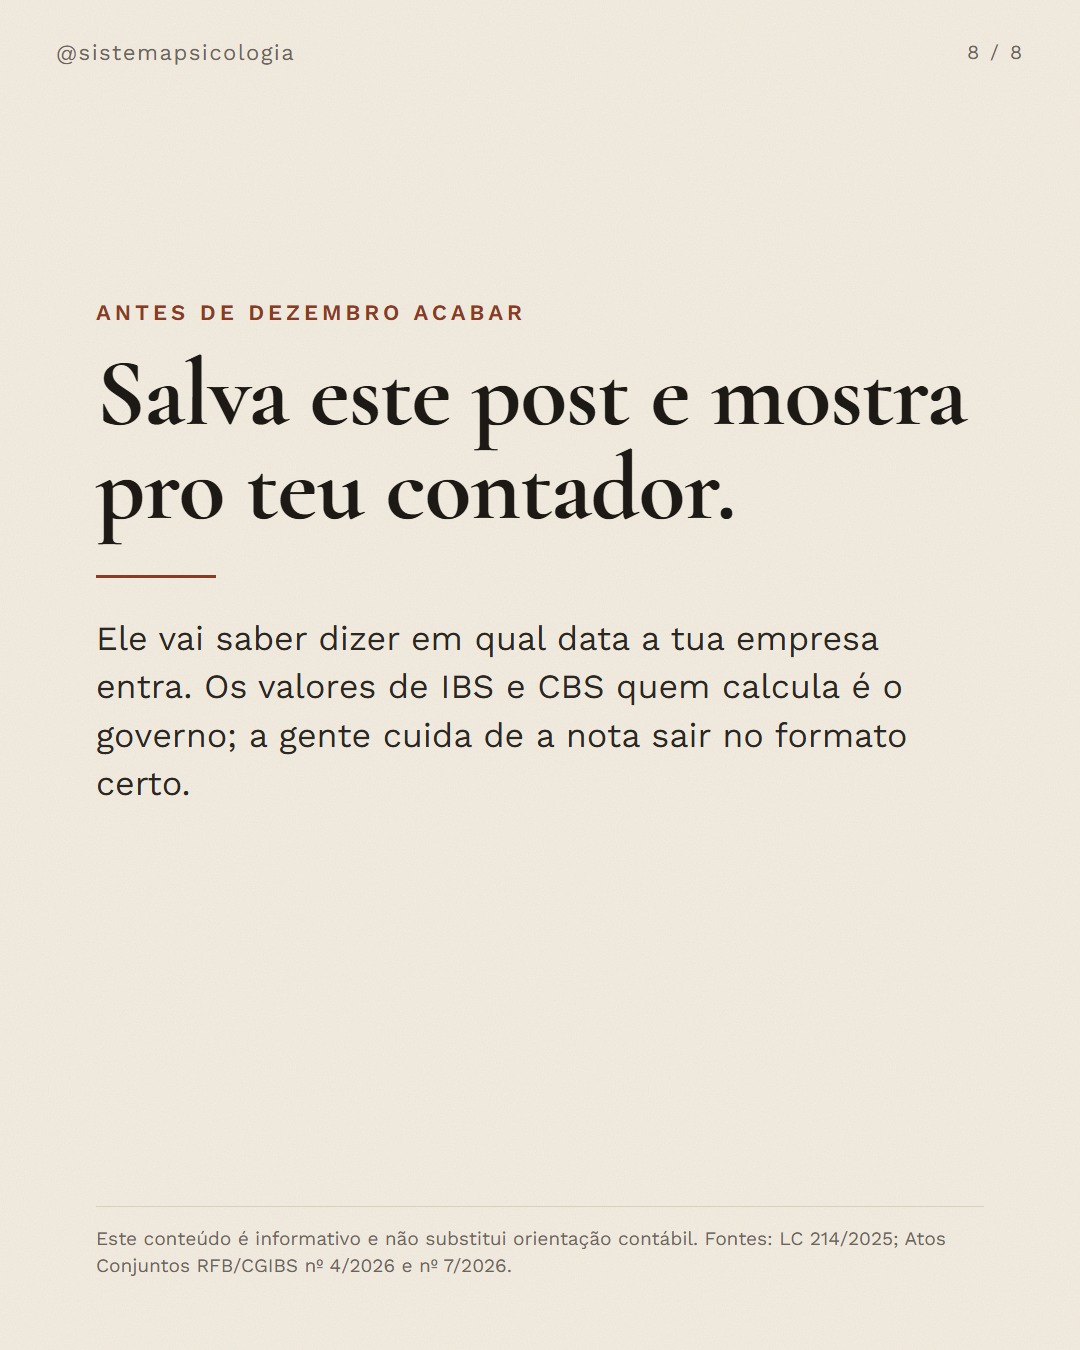 @sistemapsicologia
8 / 8
ANTES DE DEZEMBRO ACABAR
Salva este post e mostra
pro teu contador.
Ele vai saber dizer em qual data a tua empresa
entra. Os valores de IBS e CBS quem calcula é o
governo; a gente cuida de a nota sair no formato
certo.
Este conteúdo é informativo e não substitui orientação contábil. Fontes: LC 214/2025; Atos
Conjuntos RFB/CGIBS nº 4/2026 e nº 7/2026.